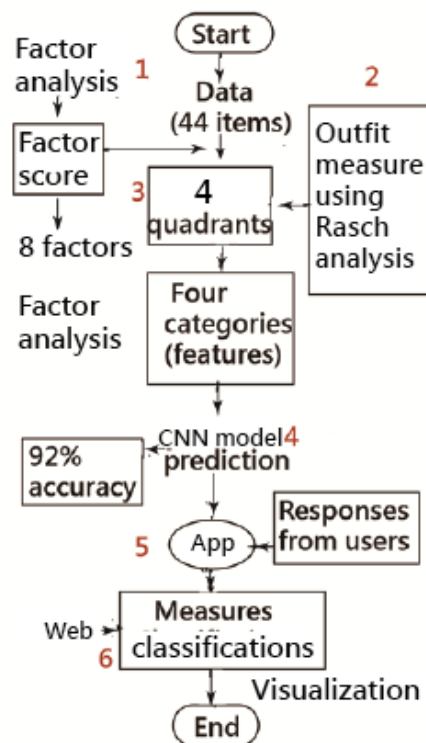 Start
Factor
analysis
1
Data
(44 items)
2
Factor
score
Outfit
measure
using
Rasch
analysis
3
4
quadrants
8 factors
Factor
analysis
Four
categories
(features)
CNN model
4
prediction
92%
accuracy
5
App
Responses
from users
Web
Measures
classifications
6
Visualization
End